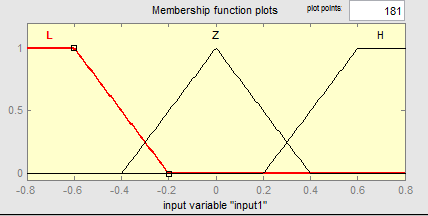 Membership function plots
plot points:
181
L
Z
H
1
0.5
0
-0.8
-0.6
-0.4
-0.2
0
0.2
0.4
0.6
0.8
input variable "input1"